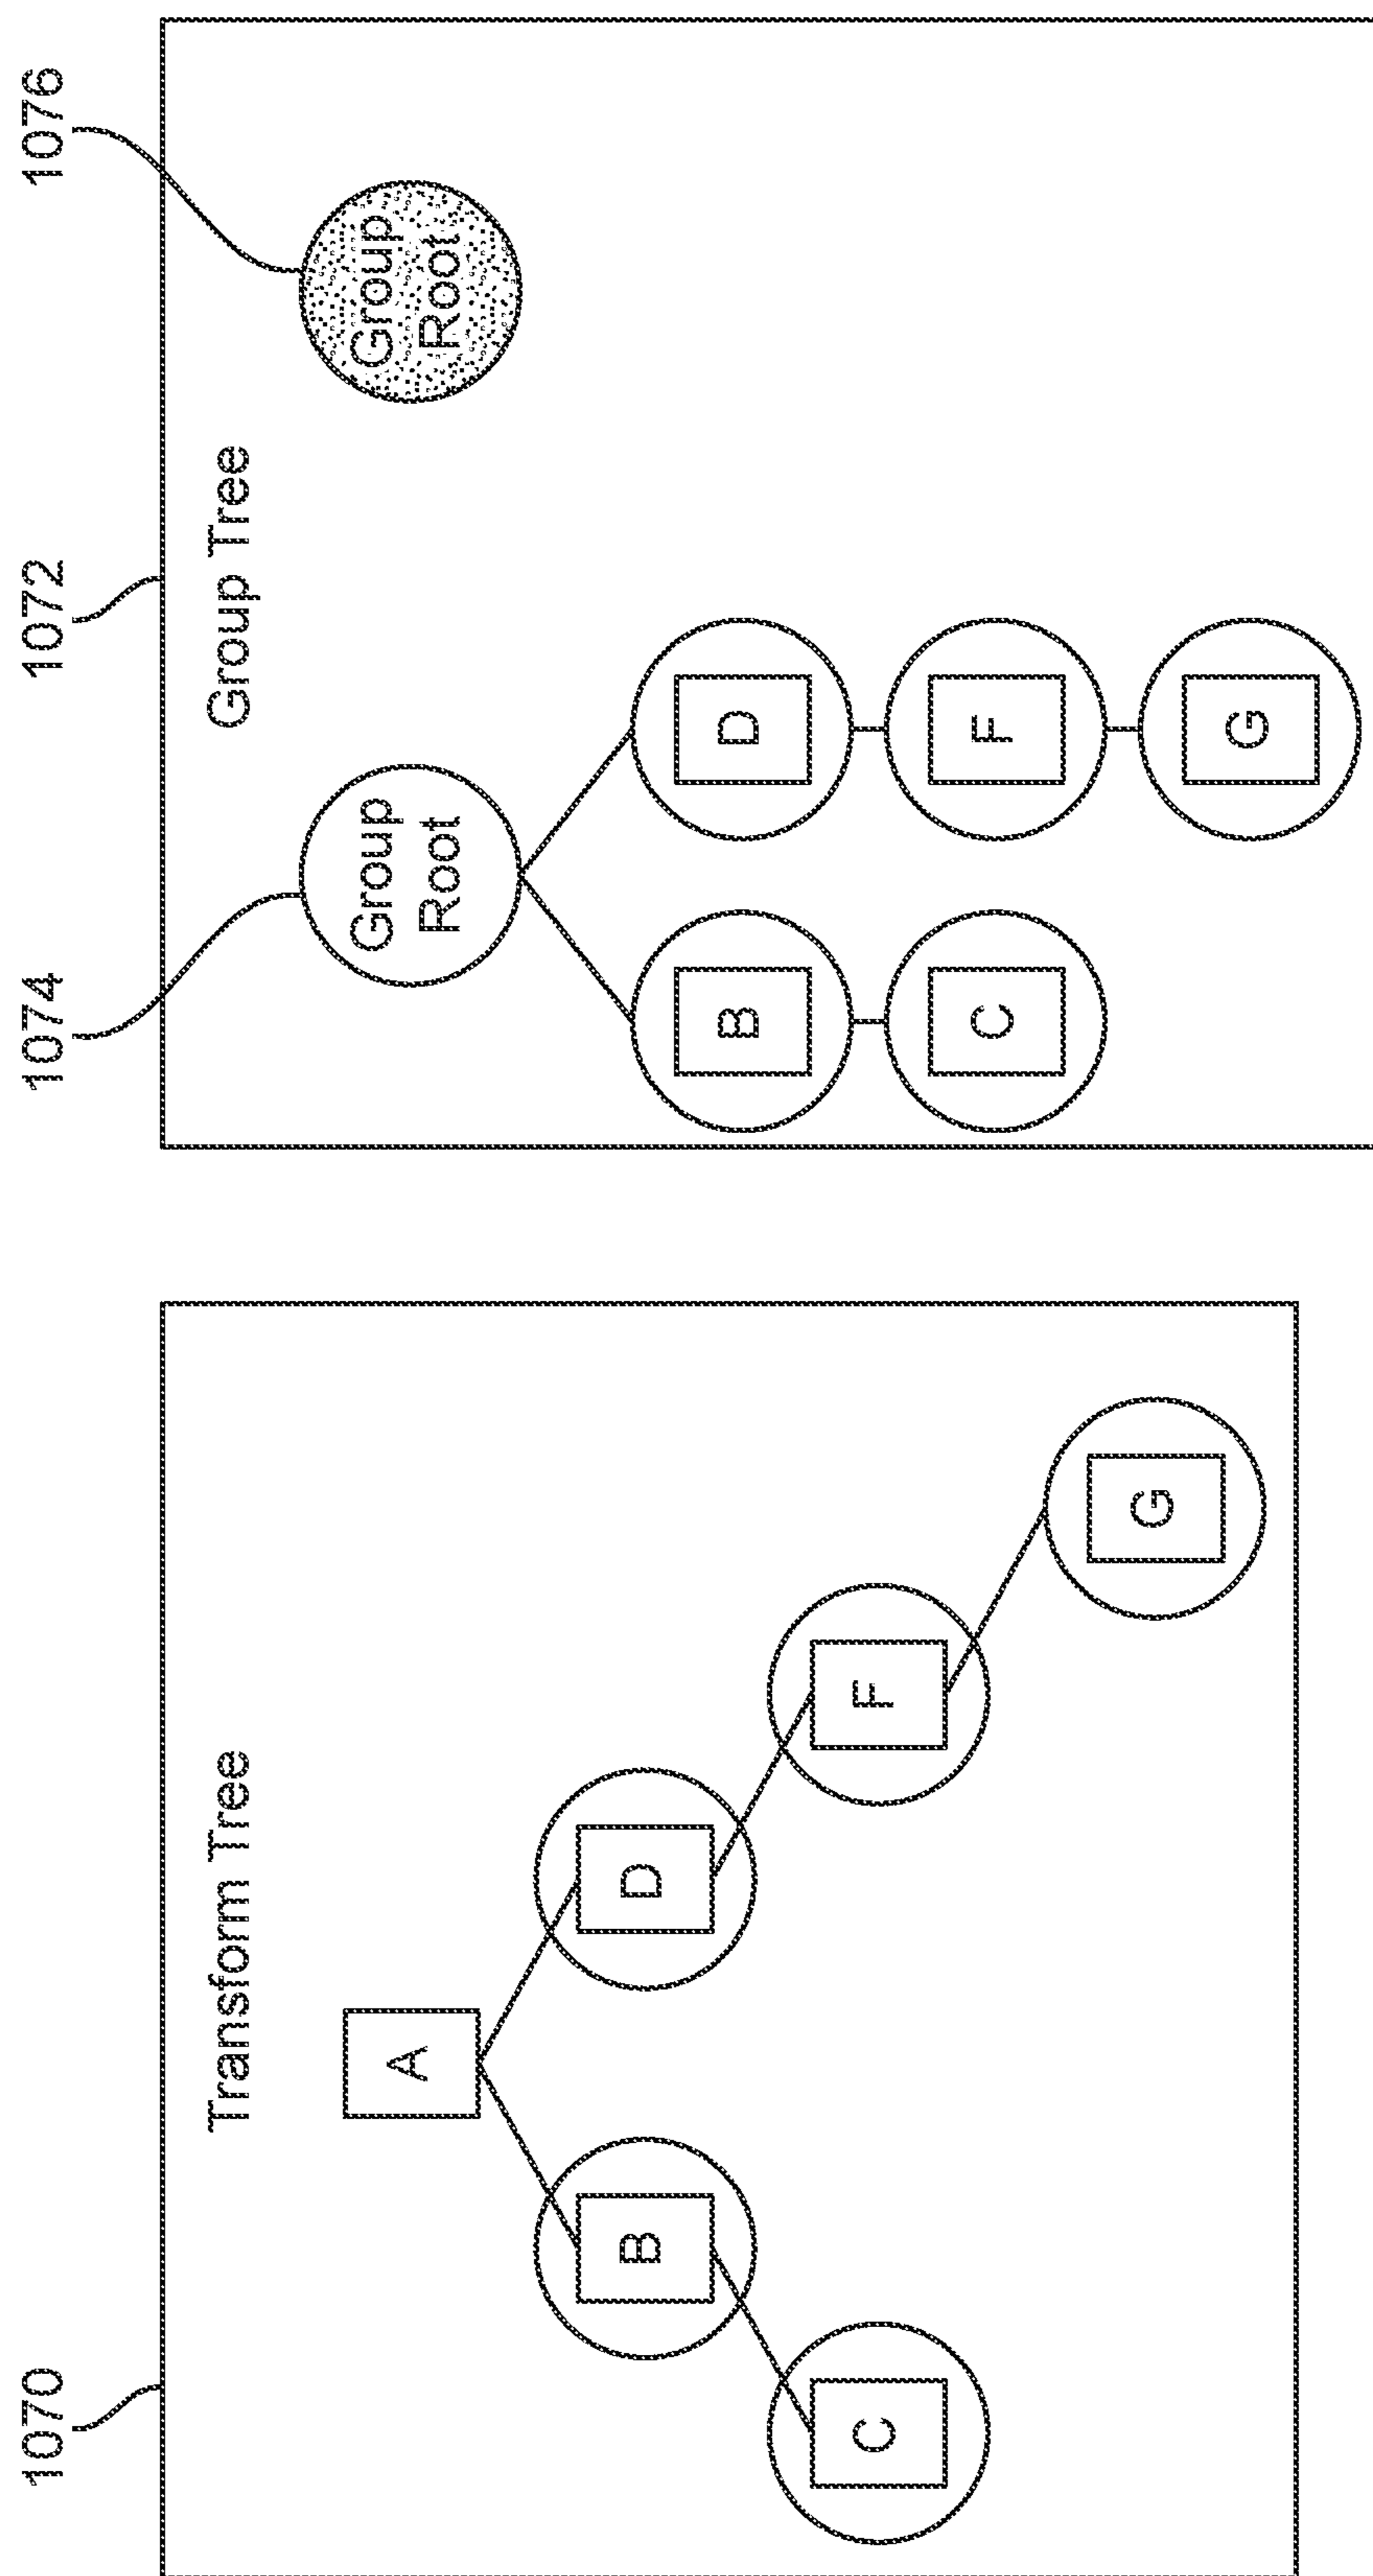 1070
Transform Tree
A
B
D
C
F
G
1072
1074
1076
Group Tree
Group
Root
Group
Root
B
D
C
F
G